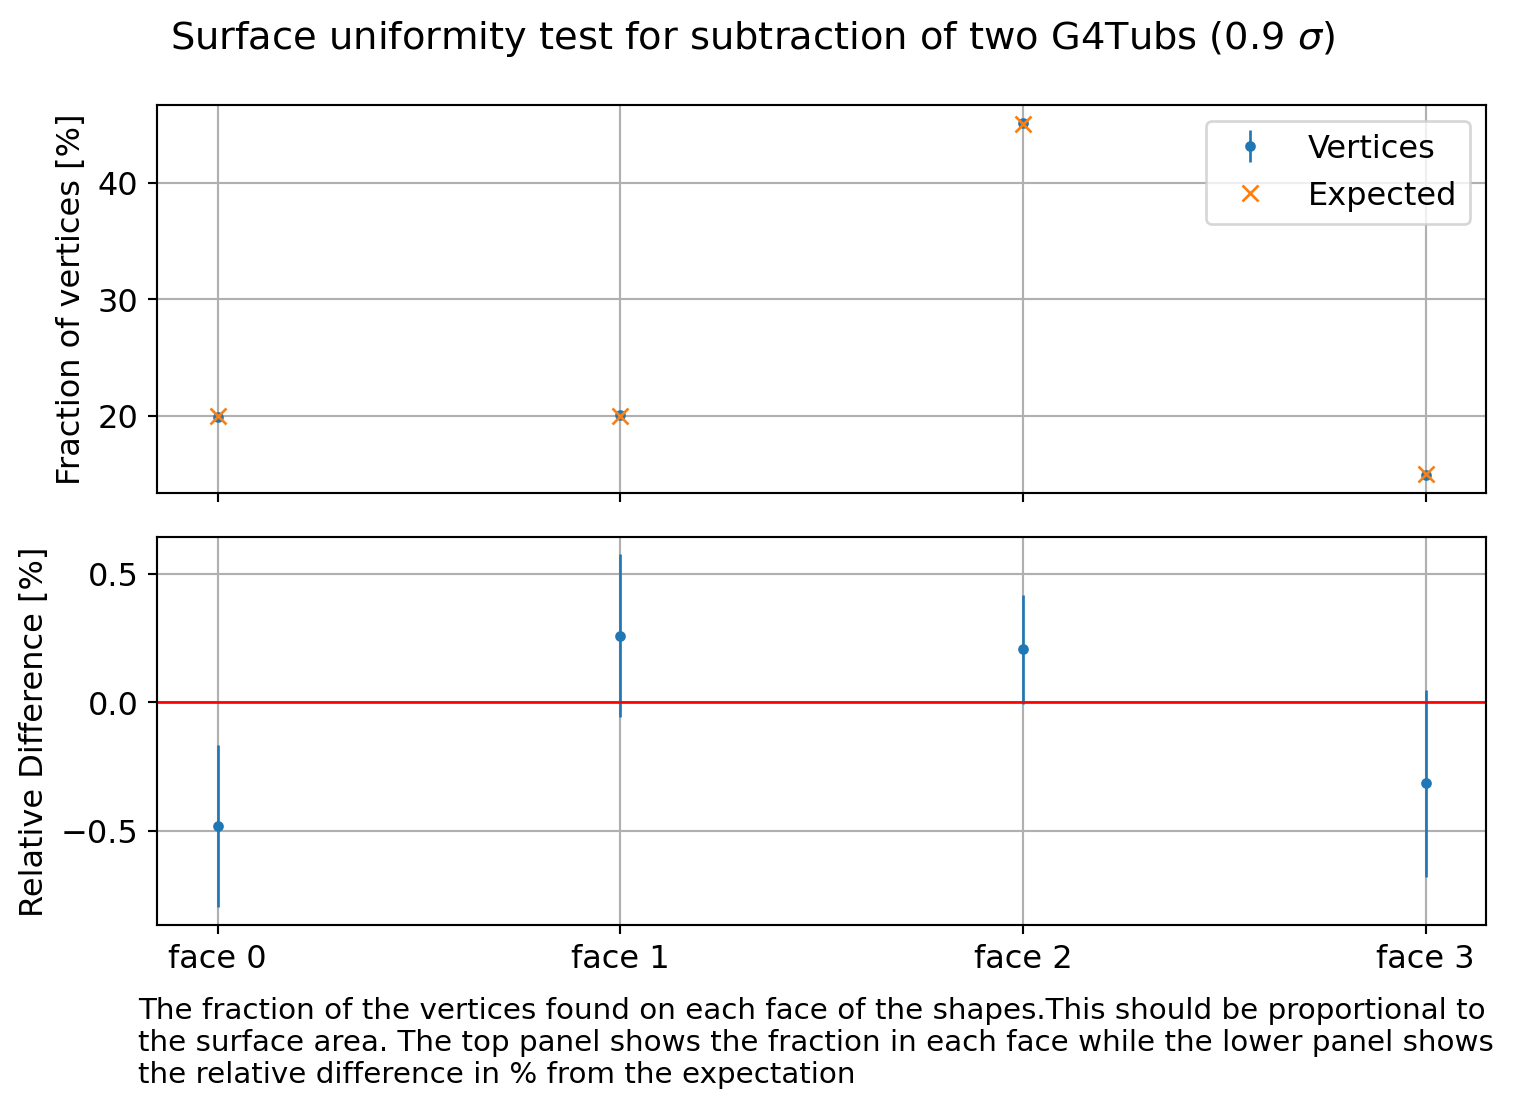 Surface uniformity test for subtraction of two G4Tubs (0.9 σ)
Fraction of vertices [%]
40
30
20
Vertices
Expected
Relative Difference [%]
0.5
0.0
−0.5
face 0
face 1
face 2
face 3
The fraction of the vertices found on each face of the shapes.This should be proportional to
the surface area. The top panel shows the fraction in each face while the lower panel shows
the relative difference in % from the expectation